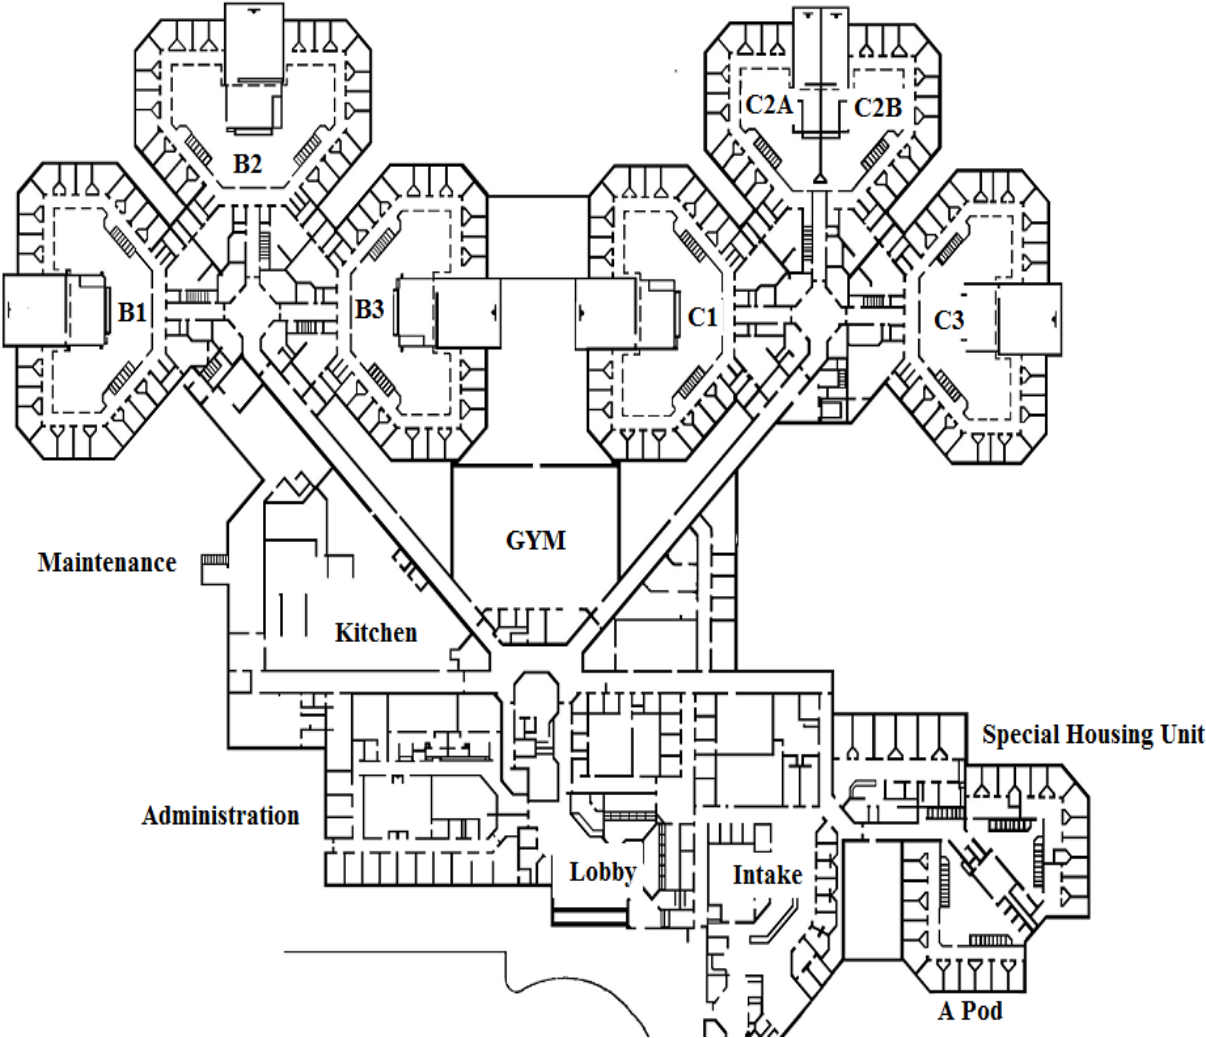 C2A
C2B
B2
B1
B3
C1
C3
GYM
Maintenance
Kitchen
Special Housing Unit
Administration
Lobby
Intake
A Pod